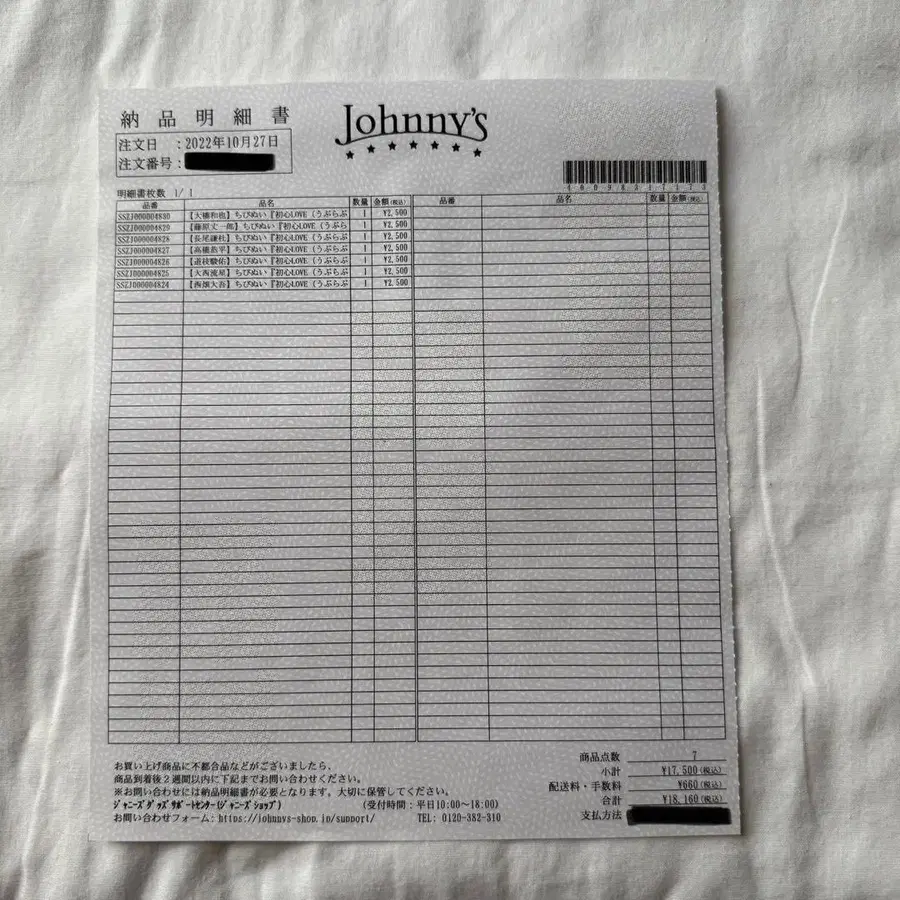 納品明細書
Johnny's
注文日 : 2022年10月27日
注文番号 :
明細書枚数 1/ 1
品番 品名 数量 金額(税込) 品番 品名 数量 金額(税込)
SSZJ000004830 【大橋和也】ちびぬい『初心LOVE（うぶらぶ 1 ¥2,500
SSZJ000004829 【藤原丈一郎】ちびぬい『初心LOVE（うぶら 1 ¥2,500
SSZJ000004828 【長尾謙杜】ちびぬい『初心LOVE（うぶらぶ 1 ¥2,500
SSZJ000004827 【高橋恭平】ちびぬい『初心LOVE（うぶらぶ 1 ¥2,500
SSZJ000004826 【道枝駿佑】ちびぬい『初心LOVE（うぶらぶ 1 ¥2,500
SSZJ000004825 【大西流星】ちびぬい『初心LOVE（うぶらぶ 1 ¥2,500
SSZJ000004824 【西畑大吾】ちびぬい『初心LOVE（うぶらぶ 1 ¥2,500
お買い上げ商品に不都合品などがございましたら、
商品到着後2週間以内に下記までお問い合わせください。
※お問い合わせには納品明細書が必要となります。大切に保管してください。
ジャニーズグッズサポートセンター(ジャニーズショップ) (受付時間：平日10:00~18:00)
お問い合わせフォーム: https://johnnys-shop.jp/support/ TEL: 0120-382-310
商品点数 7
小計 ¥17,500(税込)
配送料・手数料 ¥660(税込)
合計 ¥18,160(税込)
支払方法